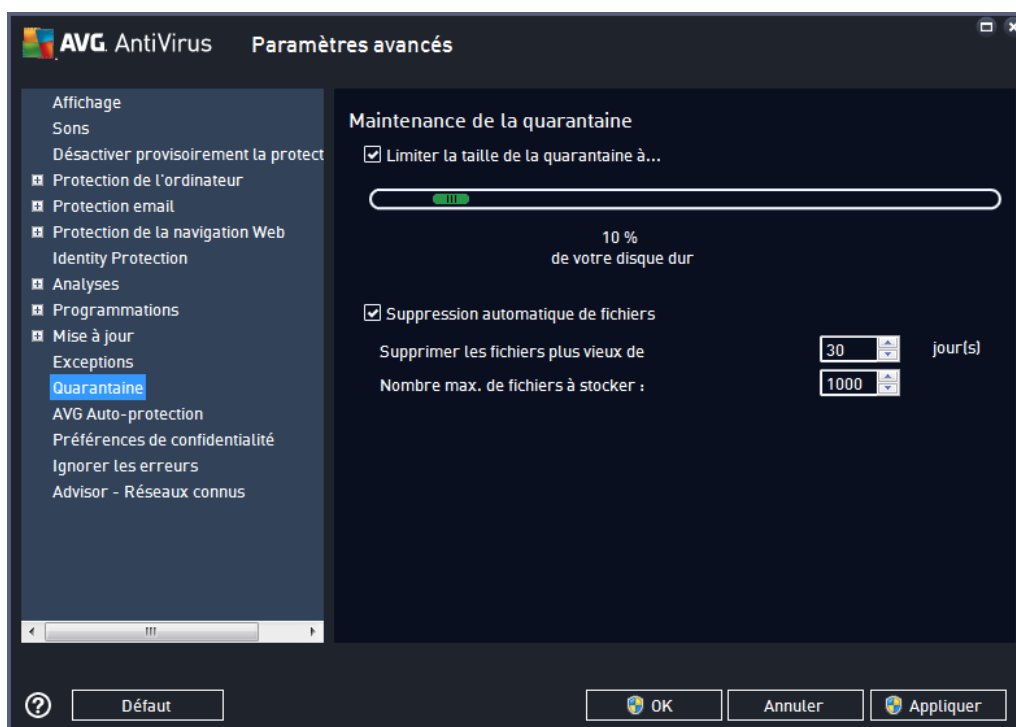 AVG AntiVirus Paramètres avancés
Affichage
Sons
Désactiver provisoirement la protect
Protection de l'ordinateur
Protection email
Protection de la navigation Web
Identity Protection
Analyses
Programmations
Mise à jour
Exceptions
Quarantaine
AVG Auto-protection
Préférences de confidentialité
Ignorer les erreurs
Advisor - Réseaux connus
Maintenance de la quarantaine
Limiter la taille de la quarantaine à...
10 %
de votre disque dur
Suppression automatique de fichiers
Supprimer les fichiers plus vieux de 30 jour(s)
Nombre max. de fichiers à stocker : 1000
? Défaut OK Annuler Appliquer